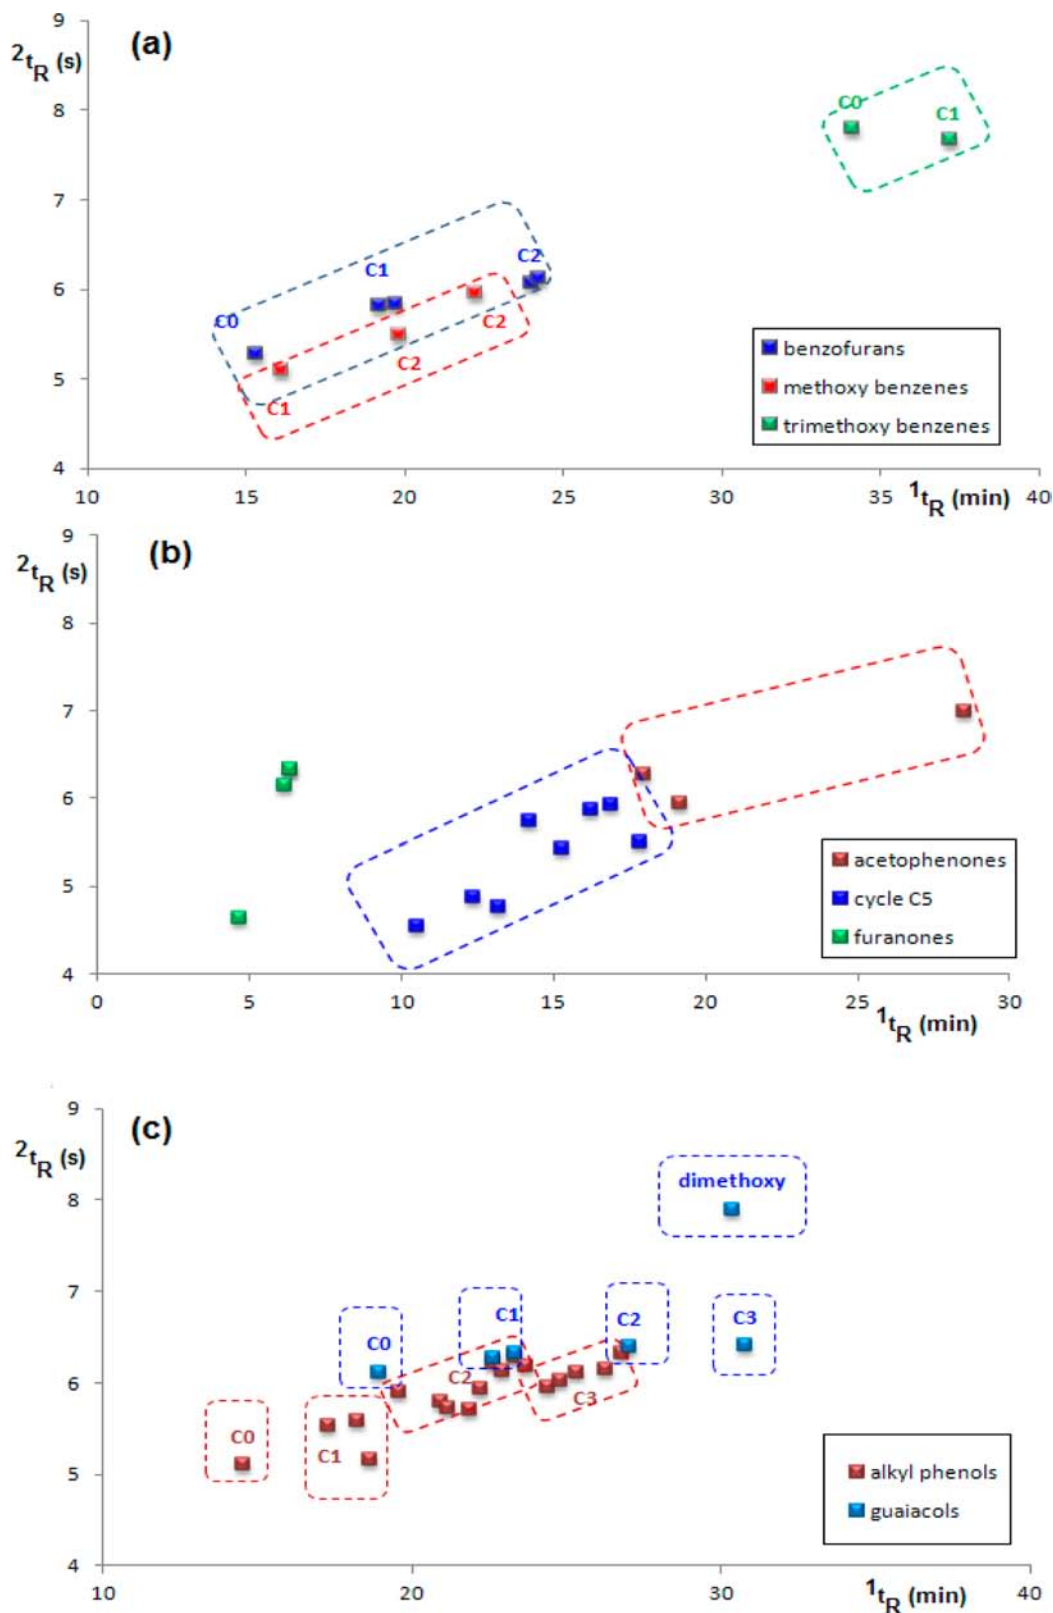 (a)
9
2tR (s)
8
7
6
5
4
10
15
20
25
30
35
1tR (min)
40
C0
C1
C1
C2
C0
C2
C2
C1
benzofurans
methoxy benzenes
trimethoxy benzenes
(b)
9
2tR (s)
8
7
6
5
4
0
5
10
15
20
25
30
1tR (min)
acetophenones
cycle C5
furanones
(c)
9
2tR (s)
8
7
6
5
4
10
20
30
1tR (min)
40
dimethoxy
C0
C1
C2
C3
C2
C3
C0
C1
alkyl phenols
guaiacols